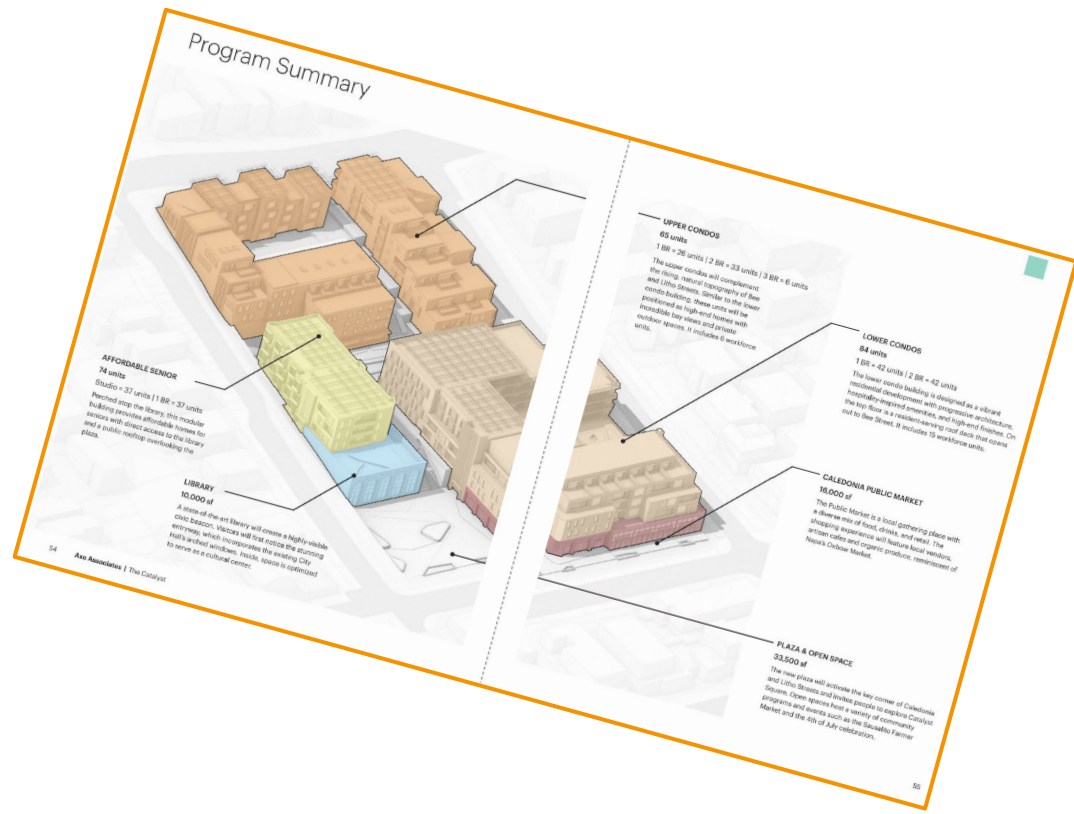 Program Summary
AFFORDABLE SENIOR
74 units
Studio = 37 units | 1 BR = 37 units
Perched atop the library, this modular
building provides affordable homes for
seniors with direct access to the library
and a public rooftop overlooking the
plaza.
LIBRARY
10,000 sf
A state-of-the-art library will create a highly-visible
civic beacon. Visitors will first notice the stunning
entryway, which incorporates the existing City
Hall's arched windows. Inside, space is optimized
to serve as a cultural center.
54
Axe Associates | The Catalyst
UPPER CONDOS
65 units
1 BR = 26 units | 2 BR = 33 units | 3 BR = 6 units
The upper condos will complement
the rising, natural topography of Bee
and Litho Streets. Similar to the lower
condo building, these units will be
positioned as high-end homes with
incredible bay views and private
outdoor spaces. It includes 6 workforce
units.
LOWER CONDOS
84 units
1 BR = 42 units | 2 BR = 42 units
The lower condo building is designed as a vibrant
residential development with progressive architecture,
hospitality-inspired amenities, and high-end finishes. On
the top floor is a resident-serving roof deck that opens
out to Bee Street. It includes 15 workforce units.
CALEDONIA PUBLIC MARKET
16,000 sf
The Public Market is a local gathering place with
a diverse mix of food, drinks, and retail. The
shopping experience will feature local vendors,
artisan cafes and organic produce, reminiscent of
Napa's Oxbow Market.
PLAZA & OPEN SPACE
33,500 sf
The new plaza will activate the key corner of Caledonia
and Litho Streets and invites people to explore Catalyst
Square. Open spaces host a variety of community
programs and events such as the Sausalito Farmer
Market and the 4th of July celebration.
55